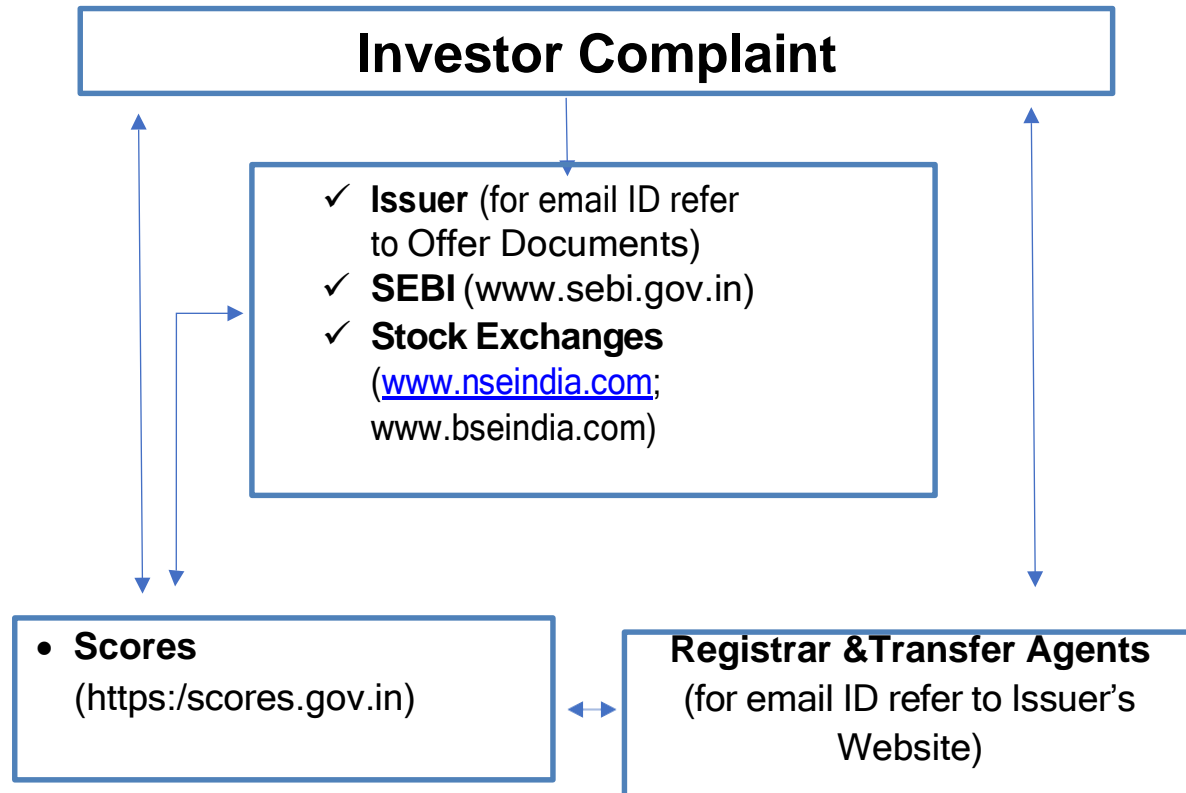 Investor Complaint
✓ Issuer (for email ID refer
to Offer Documents)
✓ SEBI (www.sebi.gov.in)
✓ Stock Exchanges
(www.nseindia.com;
www.bseindia.com)
• Scores
(https:/scores.gov.in)
Registrar &Transfer Agents
(for email ID refer to Issuer’s
Website)